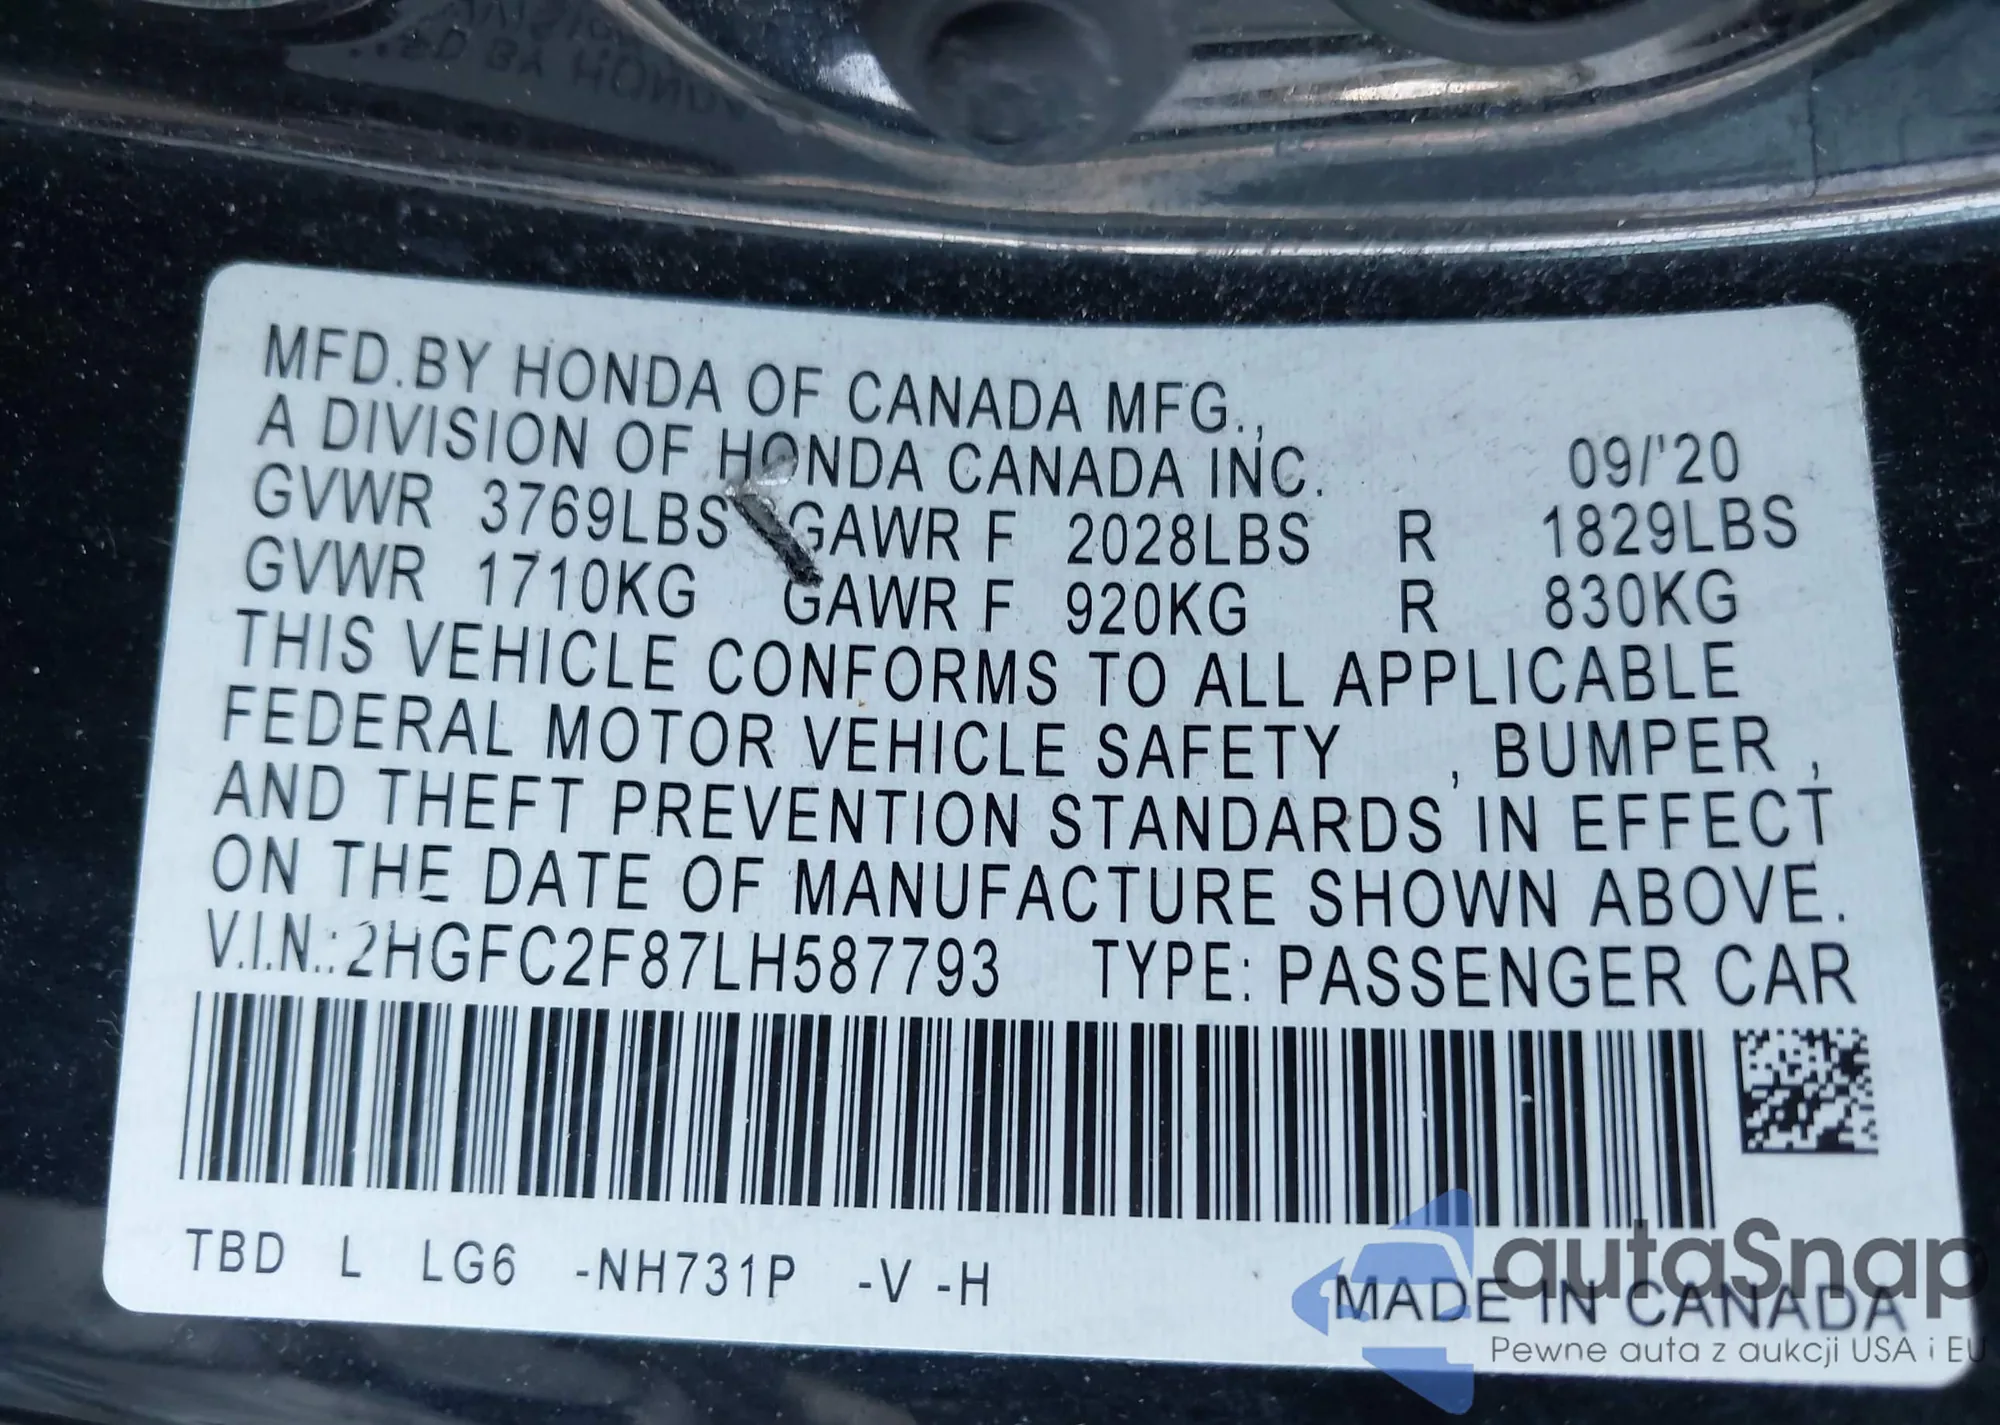 MFD.BY HONDA OF CANADA MFG.,
A DIVISION OF HONDA CANADA INC. 09/'20
GVWR 3769LBS GAWR F 2028LBS R 1829LBS
GVWR 1710KG GAWR F 920KG R 830KG
THIS VEHICLE CONFORMS TO ALL APPLICABLE
FEDERAL MOTOR VEHICLE SAFETY , BUMPER ,
AND THEFT PREVENTION STANDARDS IN EFFECT
ON THE DATE OF MANUFACTURE SHOWN ABOVE.
V.I.N.:2HGFC2F87LH587793 TYPE: PASSENGER CAR
TBD L LG6 -NH731P -V -H
MADE IN CANADA
autaSnap
Pewne auta z aukcji USA i EU